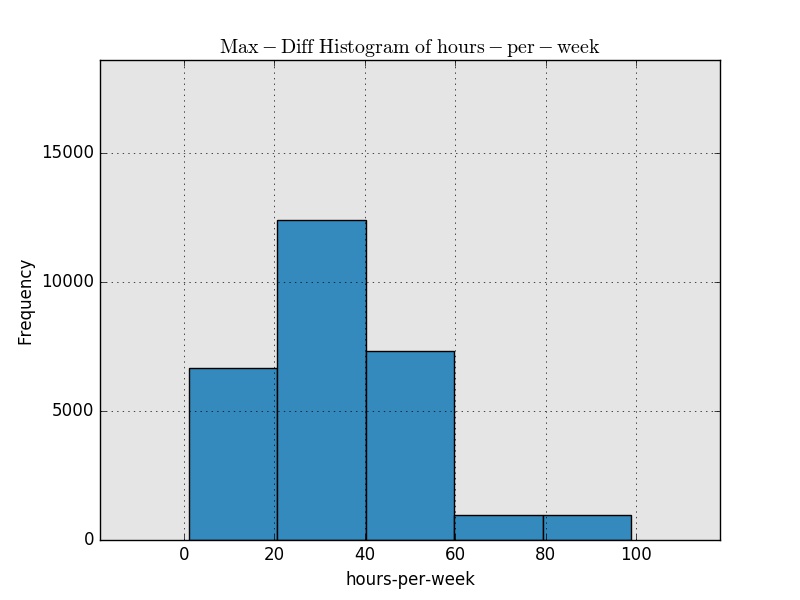 Max − Diff Histogram of hours − per − week
15000
10000
5000
0
Frequency
0 20 40 60 80 100
hours-per-week